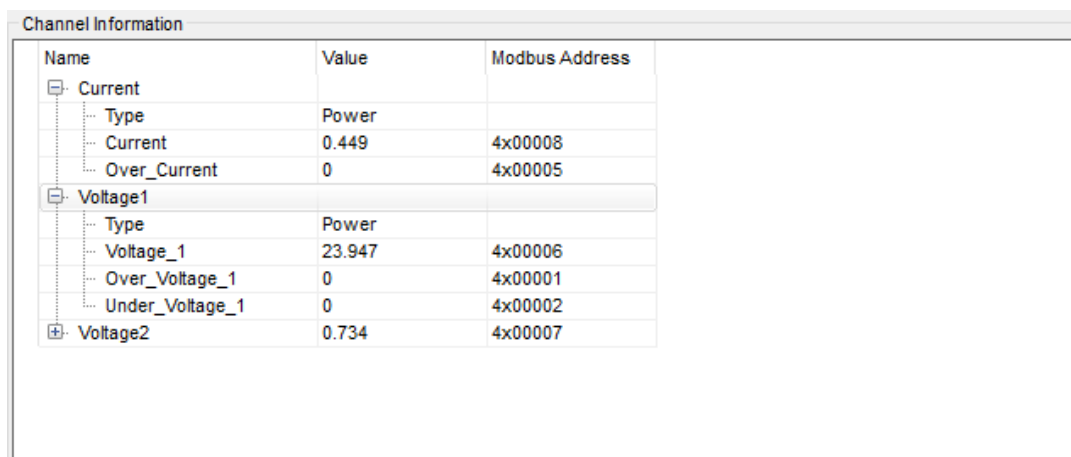 Channel Information
Name Value Modbus Address
Current
Type Power
Current 0.449 4x00008
Over_Current 0 4x00005
Voltage1
Type Power
Voltage_1 23.947 4x00006
Over_Voltage_1 0 4x00001
Under_Voltage_1 0 4x00002
Voltage2 0.734 4x00007